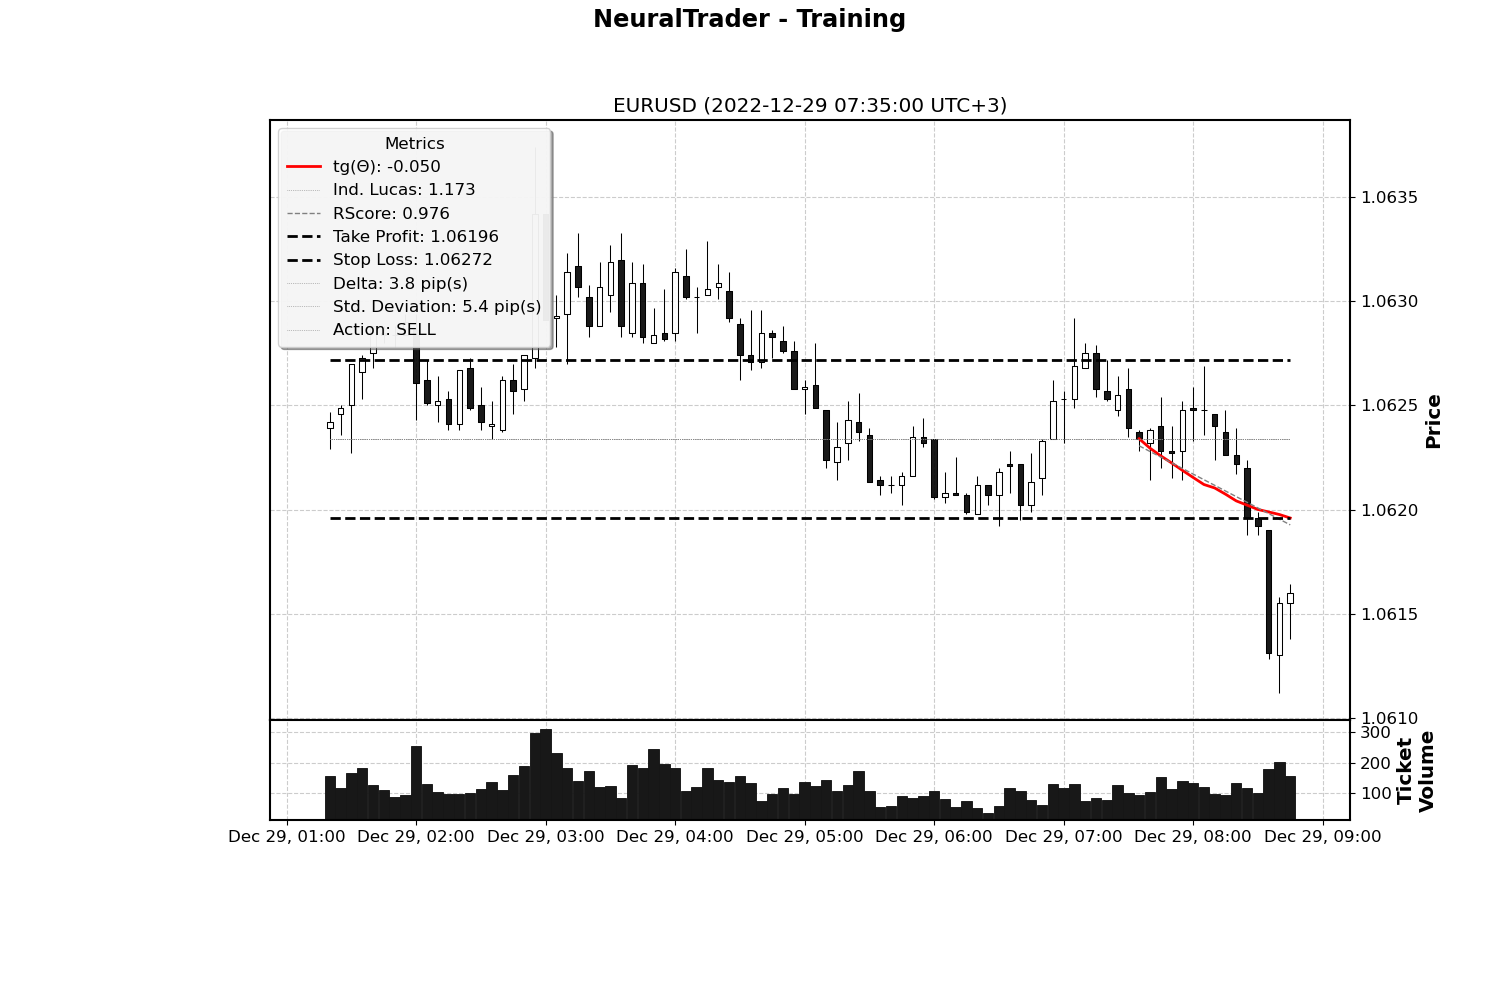 NeuralTrader - Training
EURUSD (2022-12-29 07:35:00 UTC+3)
Metrics
tg(Θ): -0.050
Ind. Lucas: 1.173
RScore: 0.976
Take Profit: 1.06196
Stop Loss: 1.06272
Delta: 3.8 pip(s)
Std. Deviation: 5.4 pip(s)
Action: SELL
1.0635
1.0630
1.0625
1.0620
1.0615
1.0610
Price
300
200
100
Ticket
Volume
Dec 29, 01:00
Dec 29, 02:00
Dec 29, 03:00
Dec 29, 04:00
Dec 29, 05:00
Dec 29, 06:00
Dec 29, 07:00
Dec 29, 08:00
Dec 29, 09:00